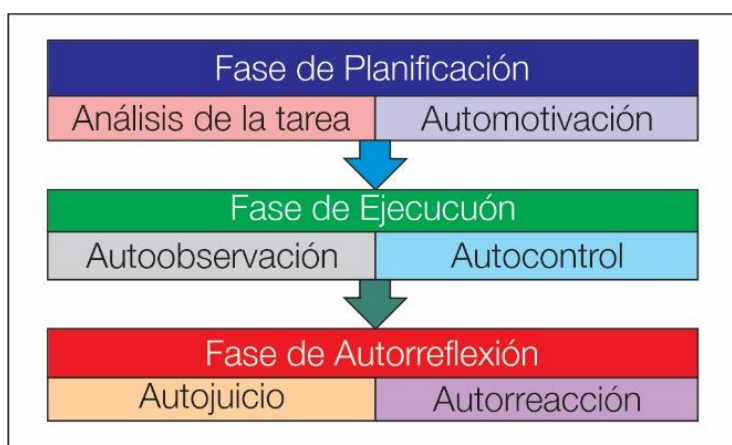 Fase de Planificación
Análisis de la tarea Automotivación
Fase de Ejecucuón
Autoobservación Autocontrol
Fase de Autorreflexión
Autojuicio Autorreacción